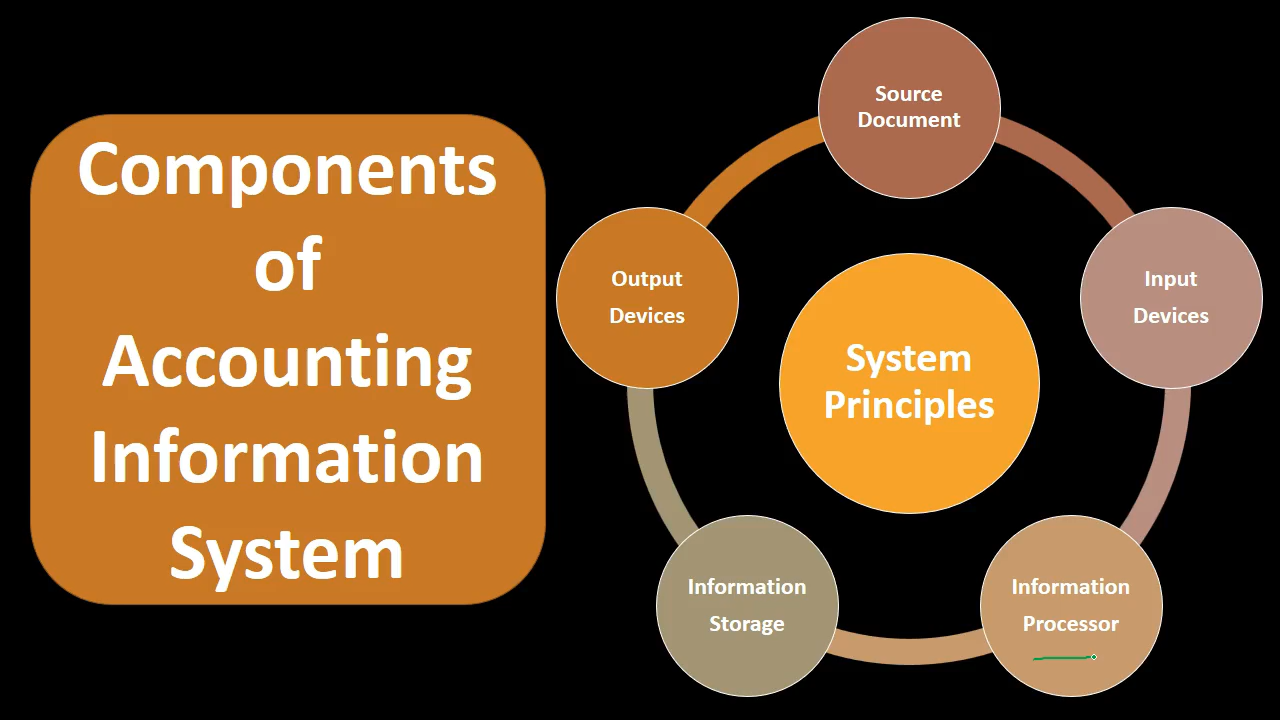 Components
of
Accounting
Information
System
Source
Document
Input
Devices
Information
Processor
Information
Storage
Output
Devices
System
Principles